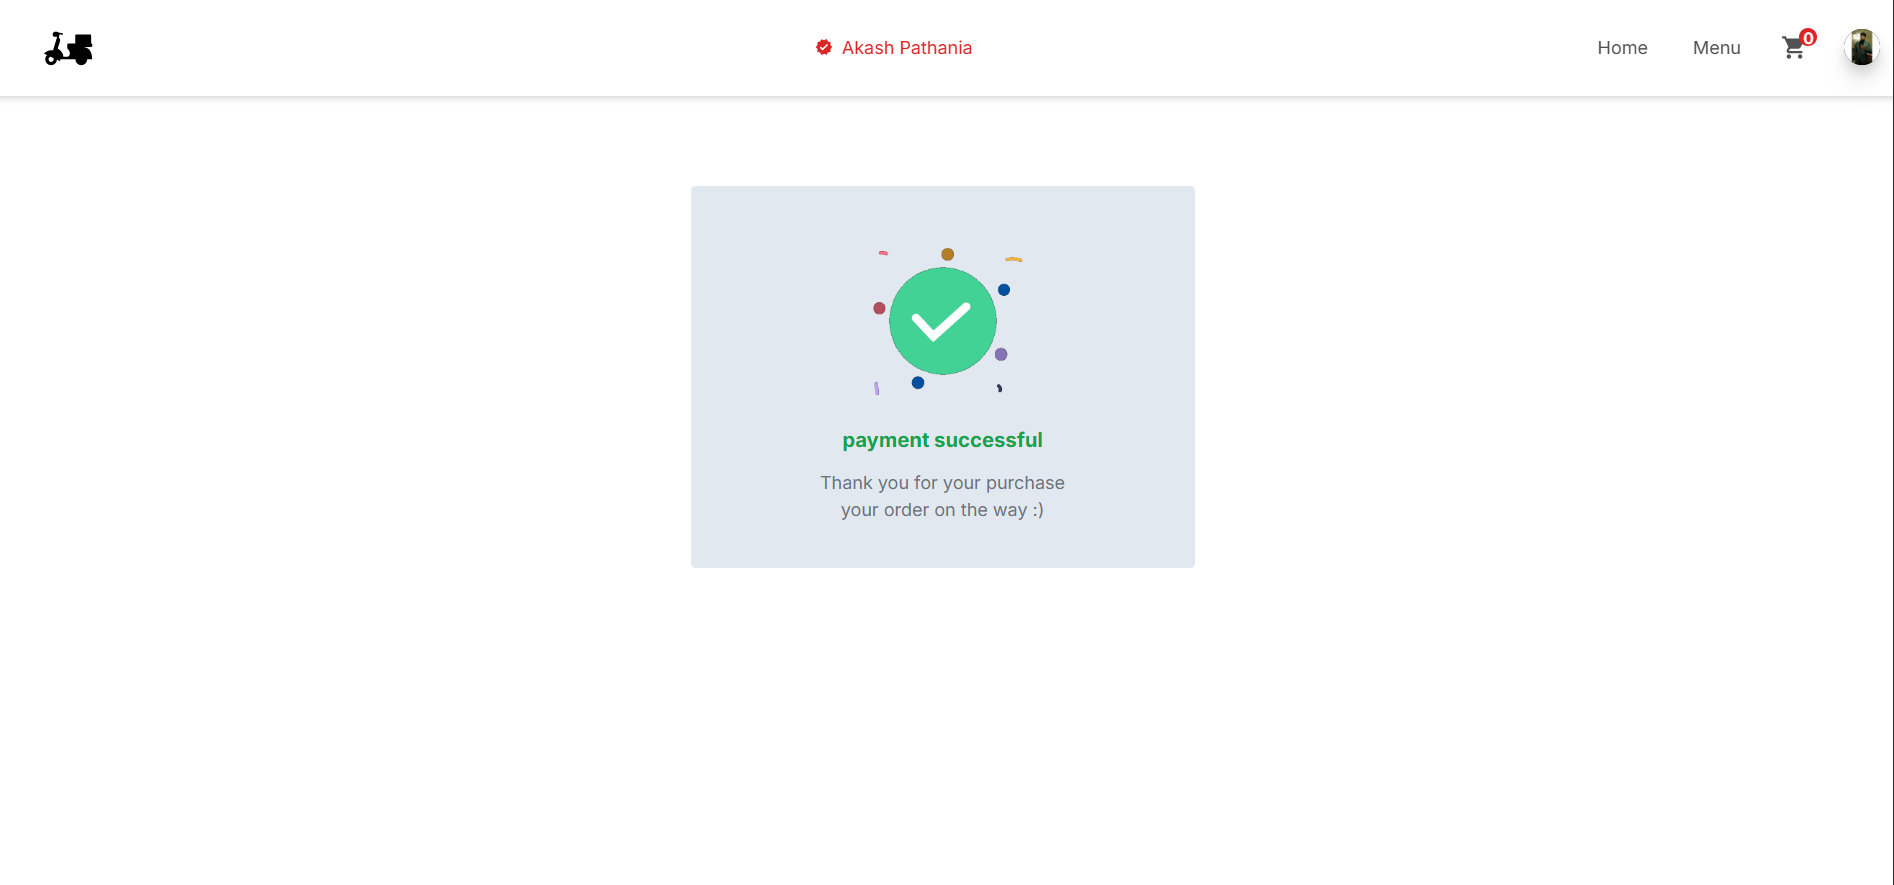 Akash Pathania
Home
Menu
0
payment successful
Thank you for your purchase
your order on the way :)